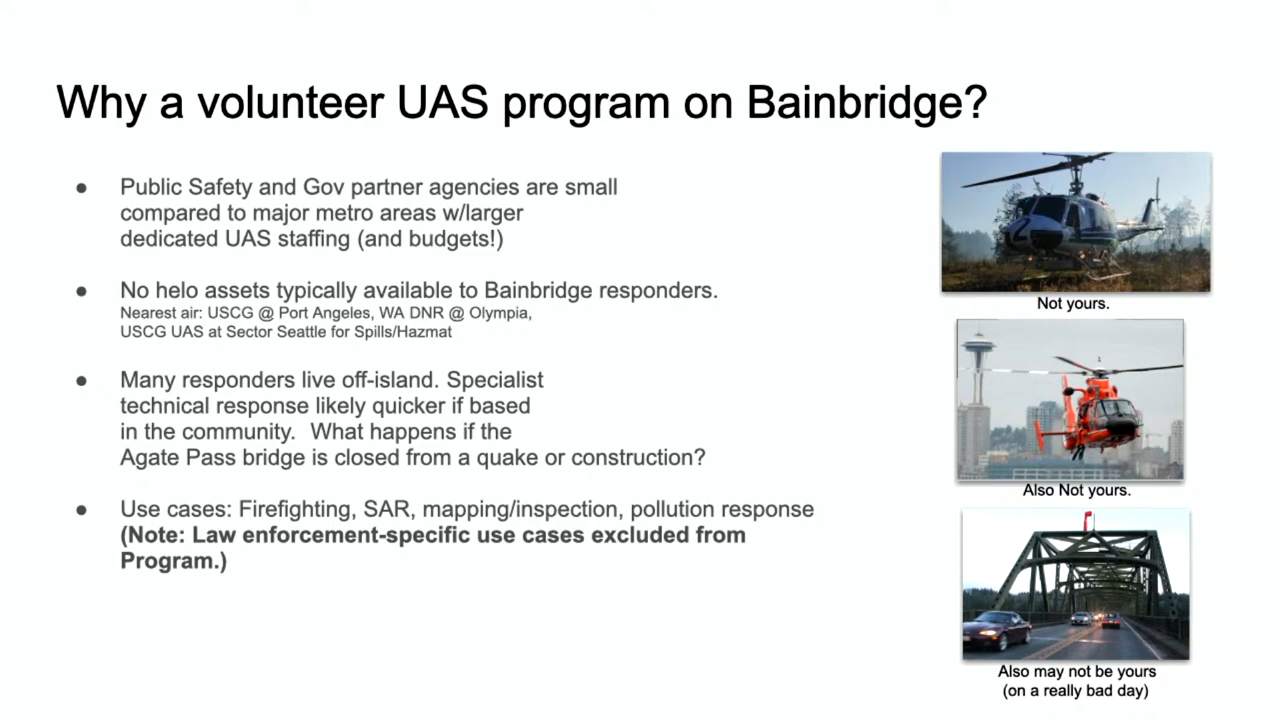 Why a volunteer UAS program on Bainbridge?
● Public Safety and Gov partner agencies are small
compared to major metro areas w/larger
dedicated UAS staffing (and budgets!)
● No helo assets typically available to Bainbridge responders.
Nearest air: USCG @ Port Angeles, WA DNR @ Olympia,
USCG UAS at Sector Seattle for Spills/Hazmat
● Many responders live off-island. Specialist
technical response likely quicker if based
in the community.  What happens if the
Agate Pass bridge is closed from a quake or construction?
● Use cases: Firefighting, SAR, mapping/inspection, pollution response
(Note: Law enforcement-specific use cases excluded from
Program.)
Not yours.
Also Not yours.
Also may not be yours
(on a really bad day)